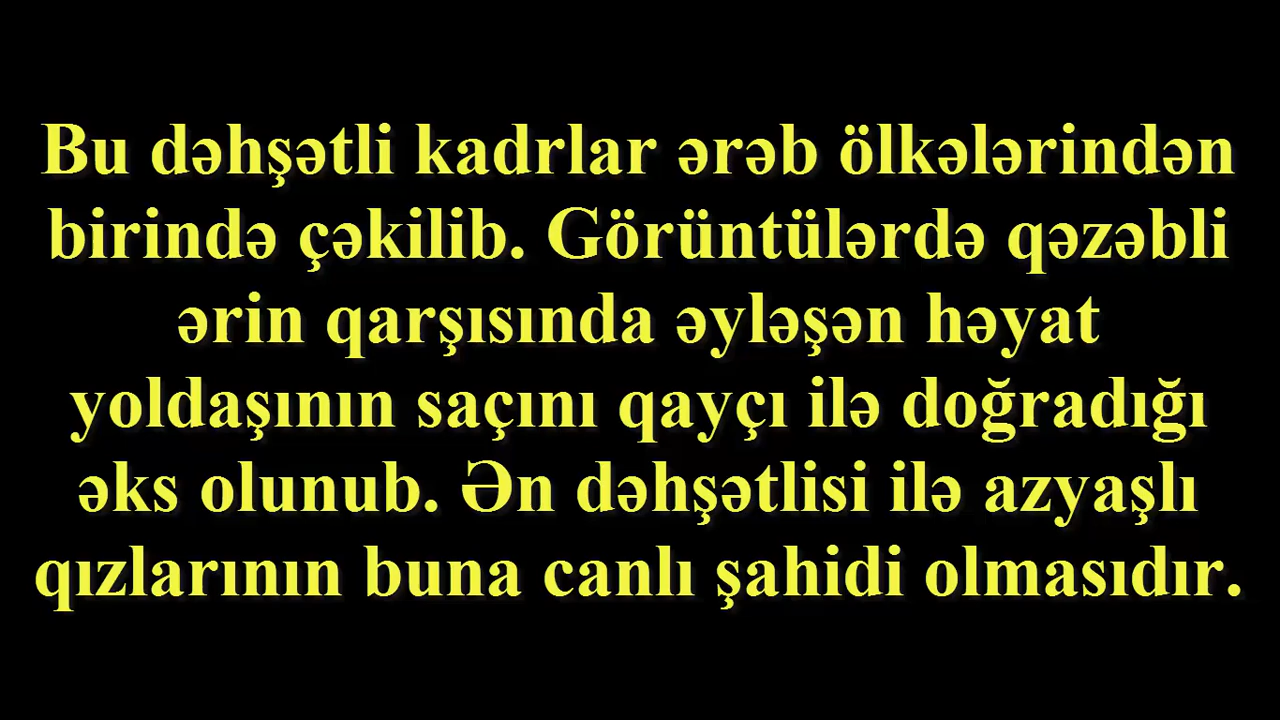 Bu dəhşətli kadrlar ərəb ölkələrindən
birində çəkilib. Görüntülərdə qəzəbli
ərin qarşısında əyləşən həyat
yoldaşının saçını qayçı ilə doğradığı
əks olunub. Ən dəhşətlisi ilə azyaşlı
qızlarının buna canlı şahidi olmasıdır.